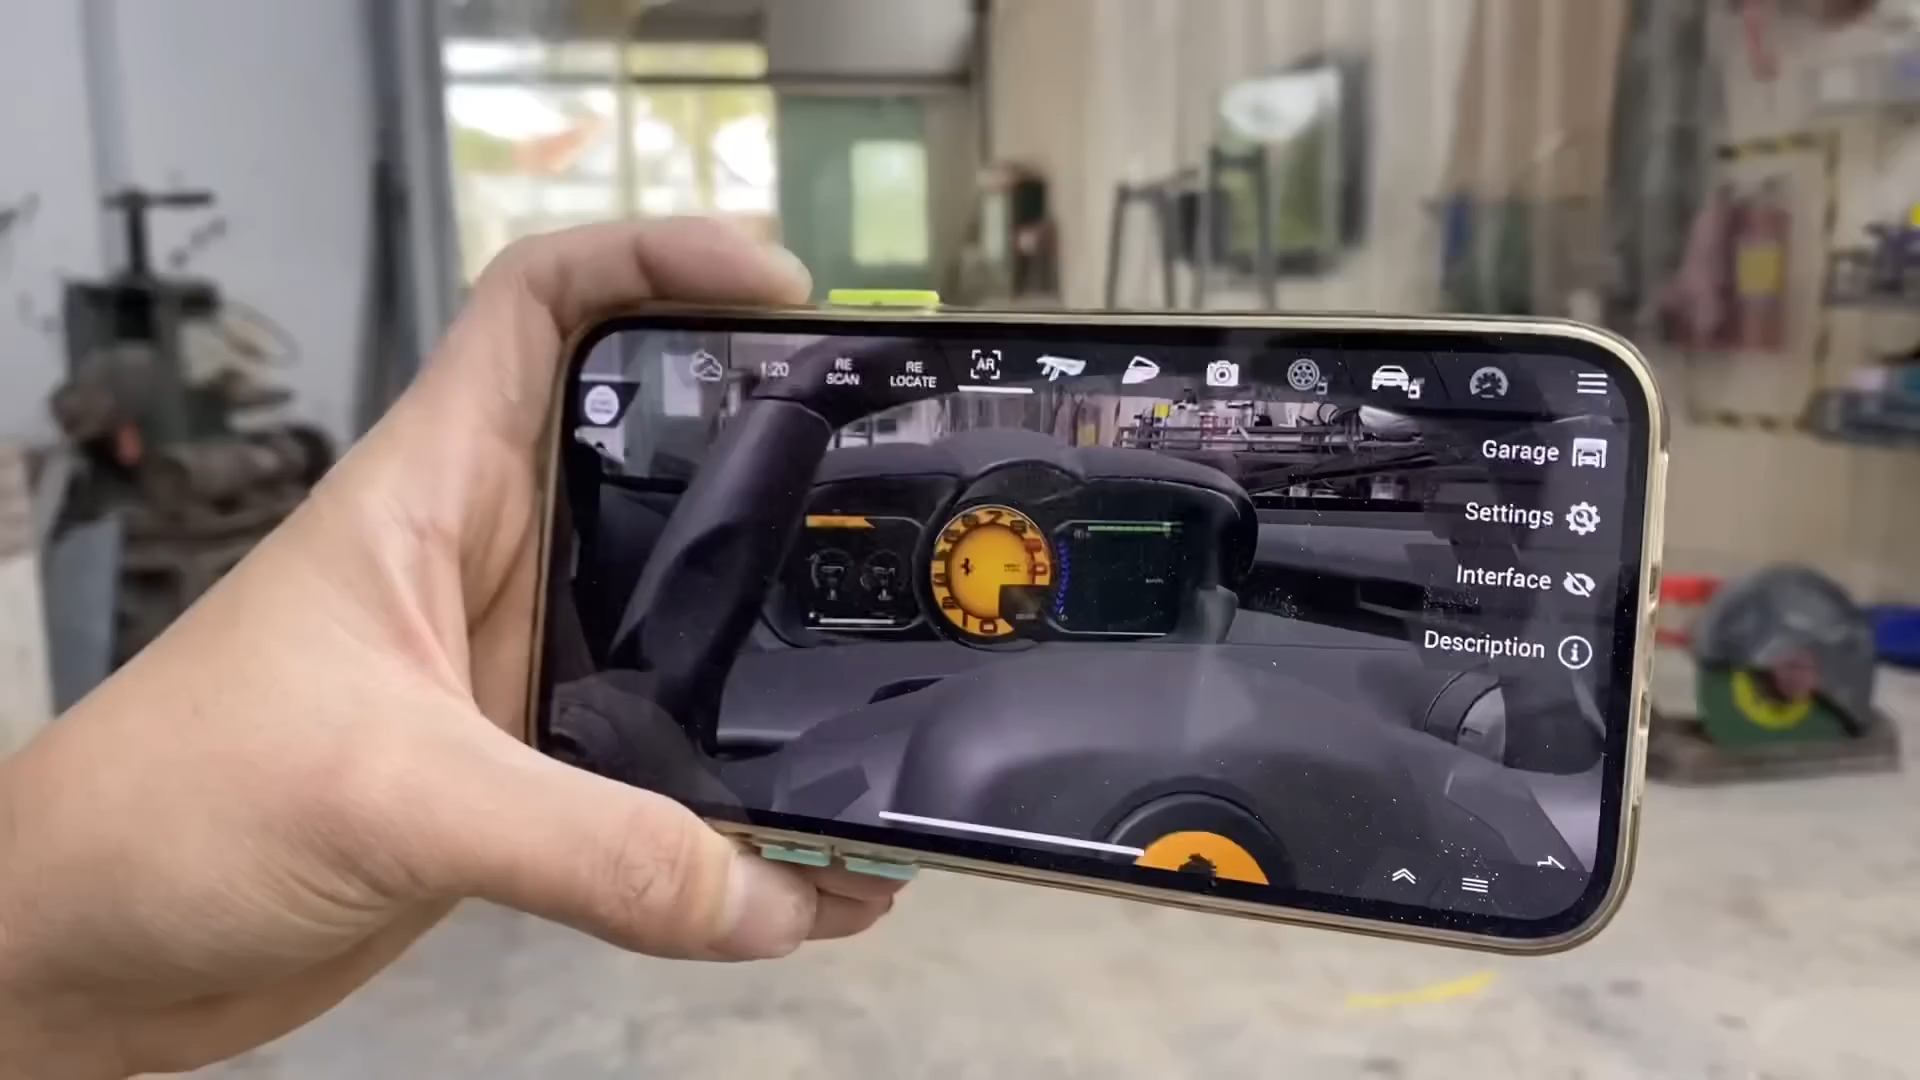 1:20
RE
SCAN
RE
LOCATE
AR
Garage
Settings
Interface
Description